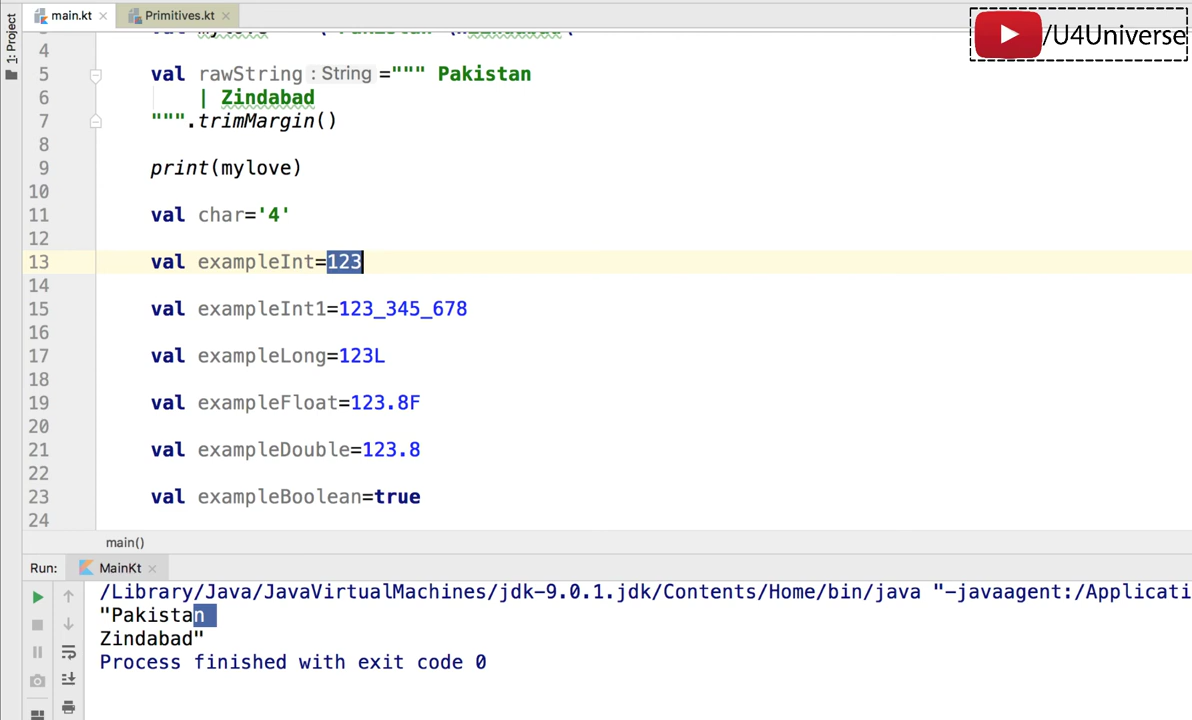 1: Project
main.kt
Primitives.kt
/U4Universe
4
5 val rawString : String =""" Pakistan
6 | Zindabad
7 """.trimMargin()
8
9 print(mylove)
10
11 val char='4'
12
13 val exampleInt=123
14
15 val exampleInt1=123_345_678
16
17 val exampleLong=123L
18
19 val exampleFloat=123.8F
20
21 val exampleDouble=123.8
22
23 val exampleBoolean=true
24
main()
Run: MainKt
/Library/Java/JavaVirtualMachines/jdk-9.0.1.jdk/Contents/Home/bin/java "-javaagent:/Applicati
"Pakistan
Zindabad"
Process finished with exit code 0